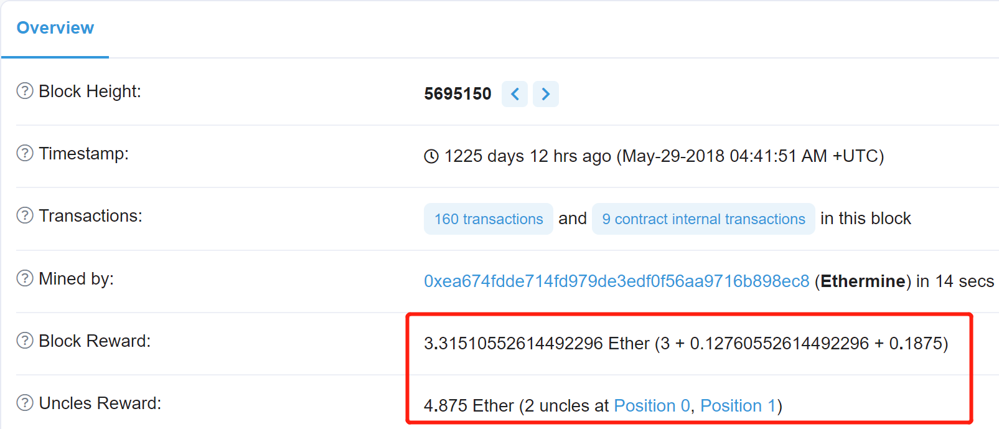 Overview
Block Height: 5695150
Timestamp: 1225 days 12 hrs ago (May-29-2018 04:41:51 AM +UTC)
Transactions: 160 transactions and 9 contract internal transactions in this block
Mined by: 0xea674fdde714fd979de3edf0f56aa9716b898ec8 (Ethermine) in 14 secs
Block Reward: 3.31510552614492296 Ether (3 + 0.12760552614492296 + 0.1875)
Uncles Reward: 4.875 Ether (2 uncles at Position 0, Position 1)